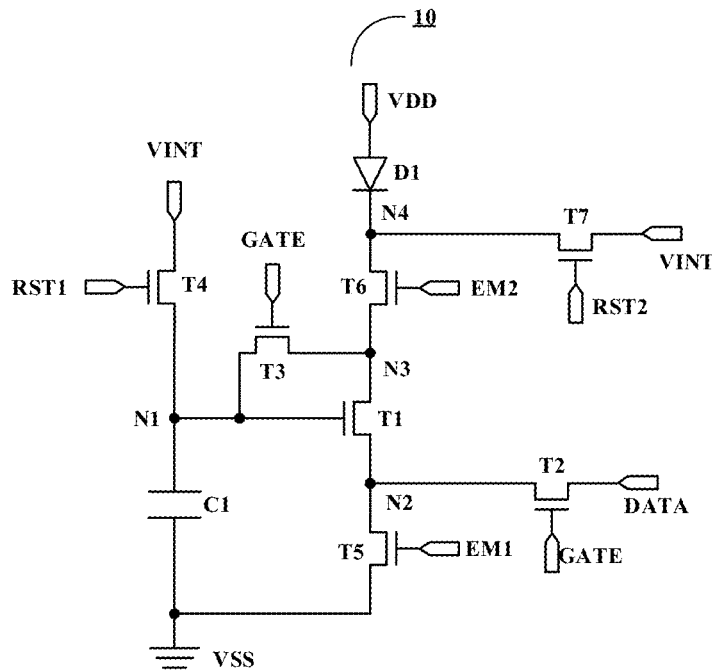 10
VDD
VINT
D1
N4
T7
GATE
VINT
RST1
T4
T6
EM2
RST2
T3
N3
N1
T1
T2
C1
N2
DATA
T5
EM1
GATE
VSS